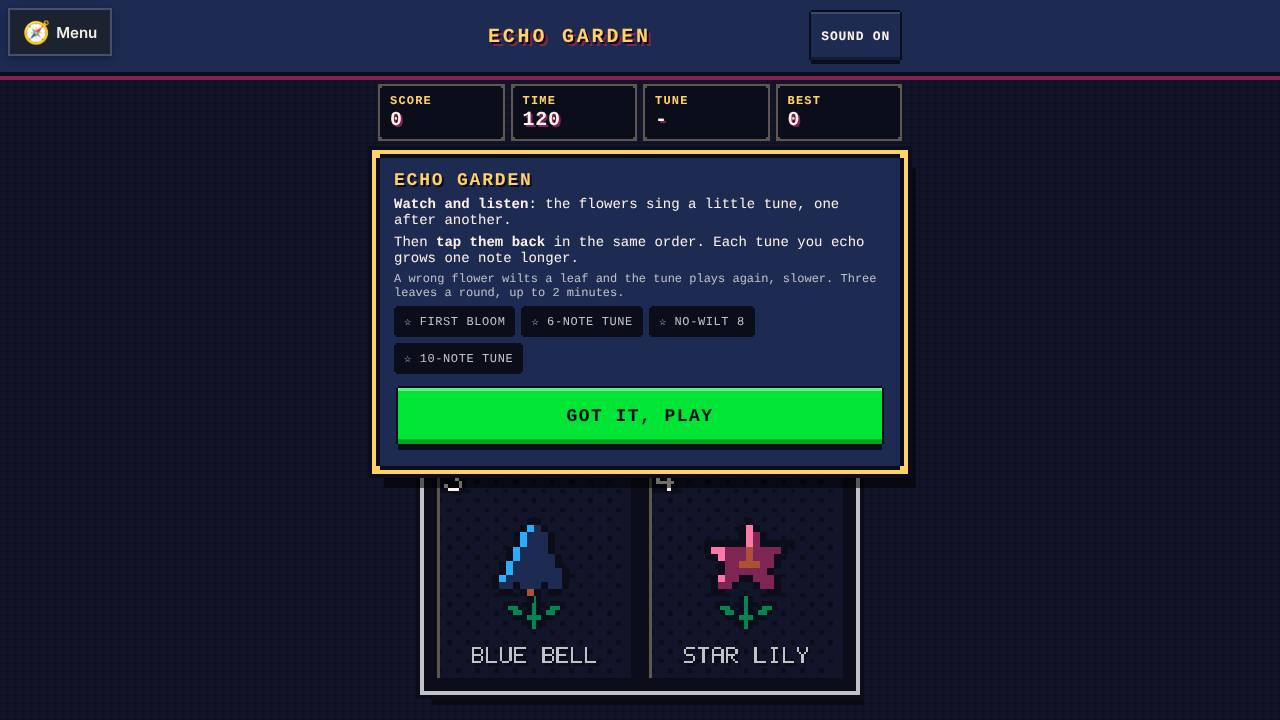 Menu
ECHO GARDEN
SOUND ON
SCORE
0
TIME
120
TUNE
-
BEST
0
ECHO GARDEN
Watch and listen: the flowers sing a little tune, one
after another.
Then tap them back in the same order. Each tune you echo
grows one note longer.
A wrong flower wilts a leaf and the tune plays again, slower. Three
leaves a round, up to 2 minutes.
☆ FIRST BLOOM
☆ 6-NOTE TUNE
☆ NO-WILT 8
☆ 10-NOTE TUNE
GOT IT, PLAY
BLUE BELL
STAR LILY